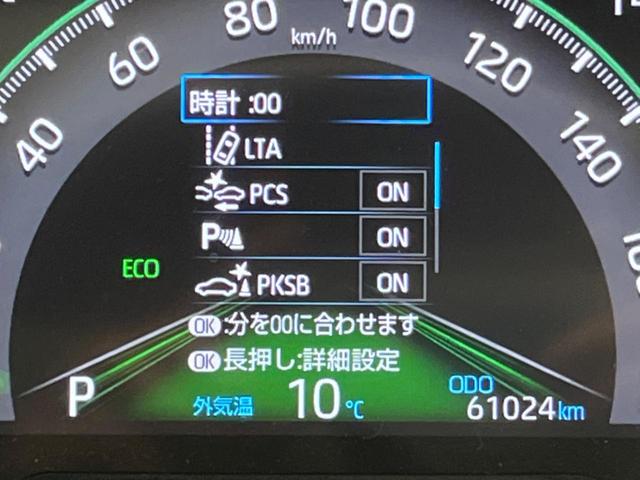 80 100
km/h
60 120
40 140
時計 :00
LTA
PCS ON
P ON
ECO
PKSB ON
OK :分を00に合わせます
OK 長押し:詳細設定
P 外気温 10℃ ODO 61024km